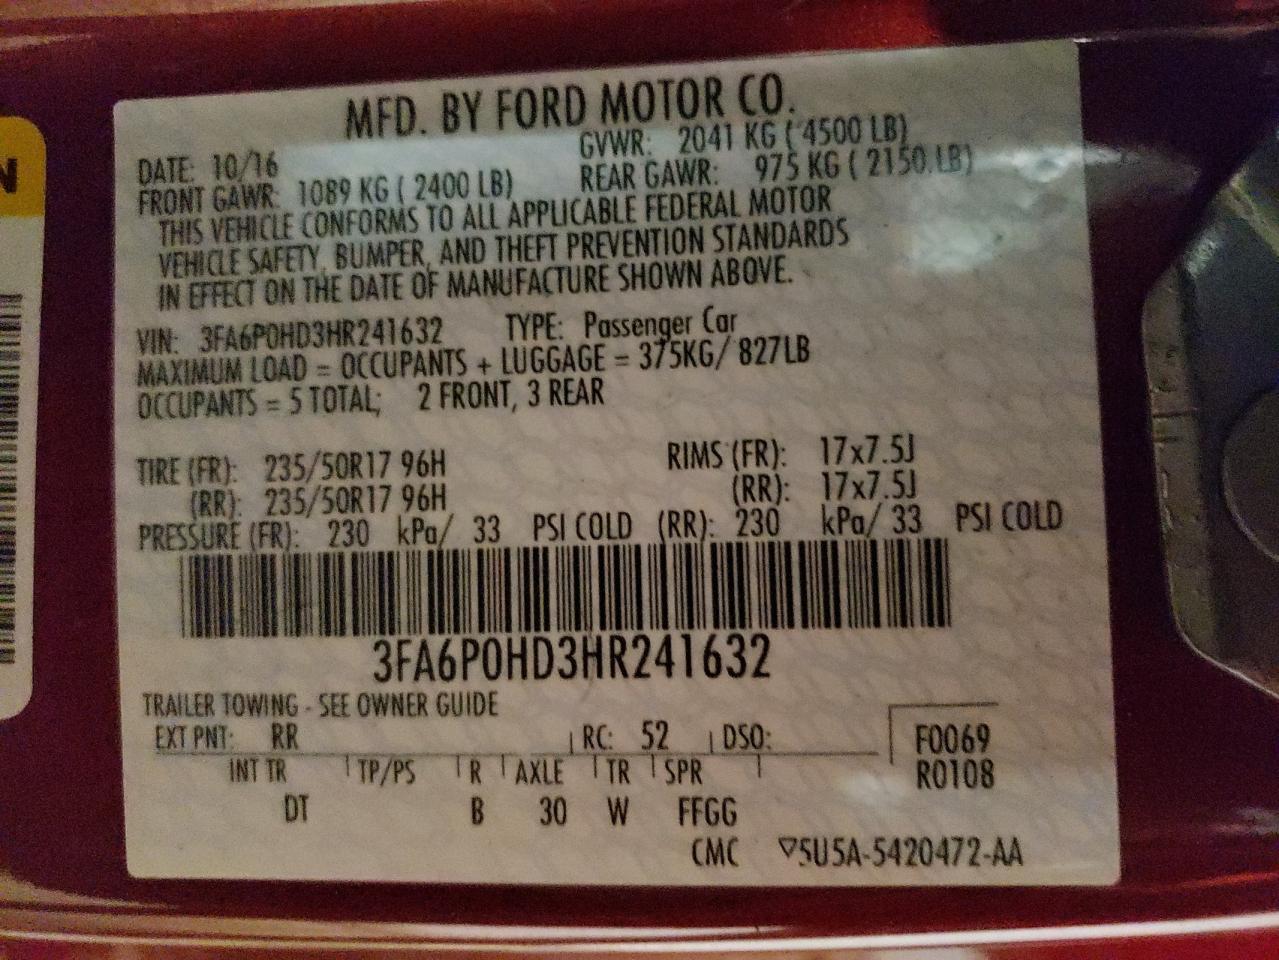 MFD. BY FORD MOTOR CO.
DATE: 10/16 GVWR: 2041 KG ( 4500 LB)
FRONT GAWR: 1089 KG ( 2400 LB) REAR GAWR: 975 KG ( 2150.LB)
THIS VEHICLE CONFORMS TO ALL APPLICABLE FEDERAL MOTOR
VEHICLE SAFETY, BUMPER, AND THEFT PREVENTION STANDARDS
IN EFFECT ON THE DATE OF MANUFACTURE SHOWN ABOVE.
VIN: 3FA6P0HD3HR241632 TYPE: Passenger Car
MAXIMUM LOAD = OCCUPANTS + LUGGAGE = 375KG/ 827LB
OCCUPANTS = 5 TOTAL; 2 FRONT, 3 REAR
TIRE (FR): 235/50R17 96H RIMS (FR): 17x7.5J
(RR): 235/50R17 96H (RR): 17x7.5J
PRESSURE (FR): 230 kPa/ 33 PSI COLD (RR): 230 kPa/ 33 PSI COLD
3FA6P0HD3HR241632
TRAILER TOWING - SEE OWNER GUIDE
EXT PNT: RR RC: 52 DSO: F0069
INT TR TP/PS R AXLE TR SPR R0108
DT B 30 W FFGG
CMC ▽5U5A-5420472-AA
N